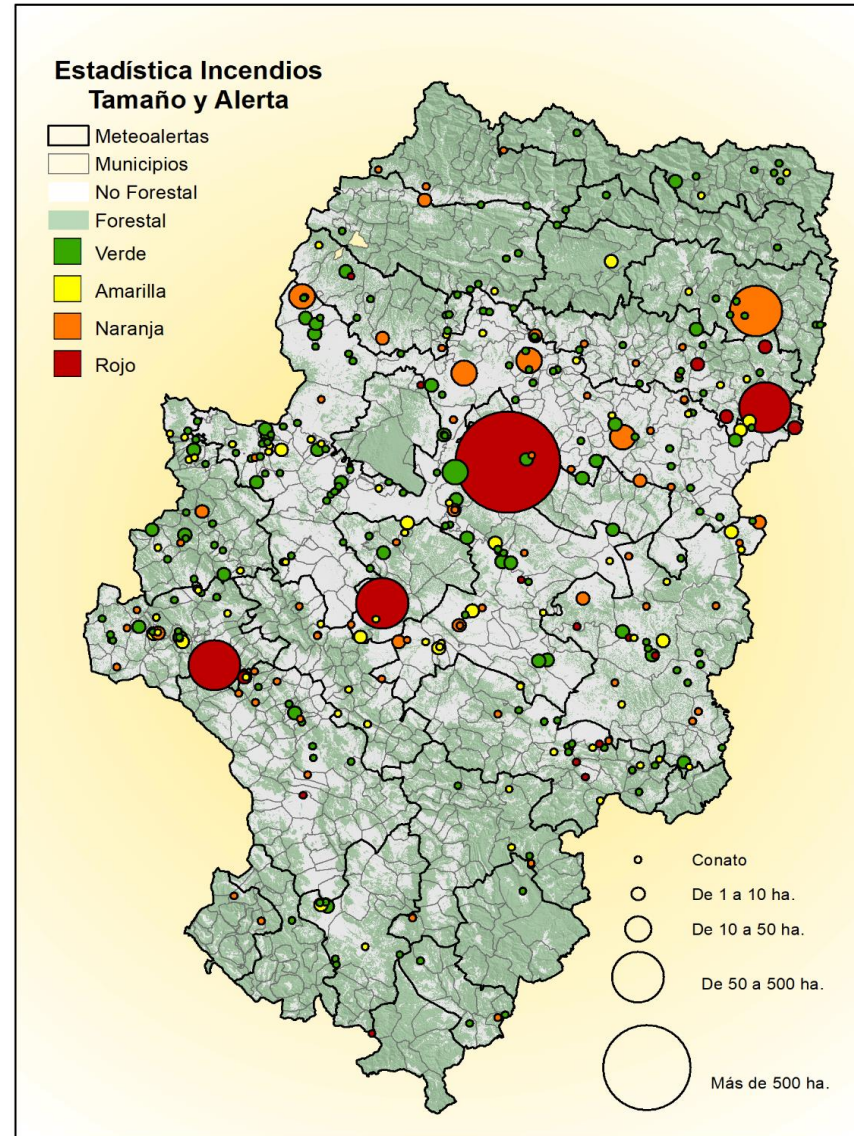 Estadística Incendios
Tamaño y Alerta
Meteoalertas
Municipios
No Forestal
Forestal
Verde
Amarilla
Naranja
Rojo
Conato
De 1 a 10 ha.
De 10 a 50 ha.
De 50 a 500 ha.
Más de 500 ha.